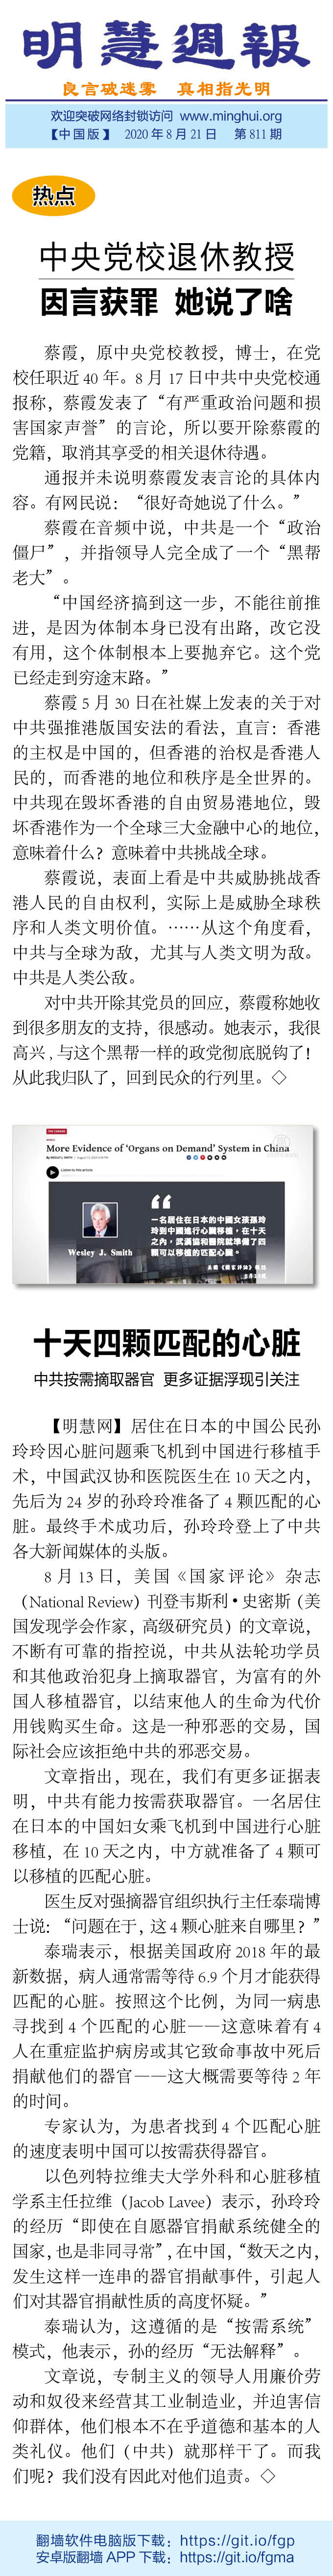 明慧週報
良言破迷雾　真相指光明
欢迎突破网络封锁访问 www.minghui.org
【中国版】 2020 年 8 月 21 日 第 811 期
热点
中央党校退休教授
因言获罪 她说了啥
蔡霞，原中央党校教授，博士，在党
校任职近 40 年。8 月 17 日中共中央党校通
报称，蔡霞发表了“有严重政治问题和损
害国家声誉”的言论，所以要开除蔡霞的
党籍，取消其享受的相关退休待遇。
通报并未说明蔡霞发表言论的具体内
容。有网民说：“很好奇她说了什么。”
蔡霞在音频中说，中共是一个“政治
僵尸”，并指领导人完全成了一个“黑帮
老大”。
“中国经济搞到这一步，不能往前推
进，是因为体制本身已没有出路，改它没
有用，这个体制根本上要抛弃它。这个党
已经走到穷途末路。”
蔡霞 5 月 30 日在社媒上发表的关于对
中共强推港版国安法的看法，直言：香港
的主权是中国的，但香港的治权是香港人
民的，而香港的地位和秩序是全世界的。
中共现在毁坏香港的自由贸易港地位，毁
坏香港作为一个全球三大金融中心的地位，
意味着什么？意味着中共挑战全球。
蔡霞说，表面上看是中共威胁挑战香
港人民的自由权利，实际上是威胁全球秩
序和人类文明价值。……从这个角度看，
中共与全球为敌，尤其与人类文明为敌。
中共是人类公敌。
对中共开除其党员的回应，蔡霞称她收
到很多朋友的支持，很感动。她表示，我很
高兴，与这个黑帮一样的政党彻底脱钩了！
从此我归队了，回到民众的行列里。◇
More Evidence of ‘Organs on Demand’ System in China
Listen to this article
Wesley J. Smith
一名居住在日本的中国女孩孫玲
玲到中國進行心臟移植，在十天
之內，武漢協和醫院就準備了四
顆可以移植的匹配心臟。
十天四颗匹配的心脏
中共按需摘取器官 更多证据浮现引关注
【明慧网】居住在日本的中国公民孙
玲玲因心脏问题乘飞机到中国进行移植手
术，中国武汉协和医院医生在 10 天之内，
先后为 24 岁的孙玲玲准备了 4 颗匹配的心
脏。最终手术成功后，孙玲玲登上了中共
各大新闻媒体的头版。
8 月 13 日，美国《国家评论》杂志
（National Review）刊登韦斯利 • 史密斯（美
国发现学会作家，高级研究员）的文章说，
不断有可靠的指控说，中共从法轮功学员
和其他政治犯身上摘取器官，为富有的外
国人移植器官，以结束他人的生命为代价
用钱购买生命。这是一种邪恶的交易，国
际社会应该拒绝中共的邪恶交易。
文章指出，现在，我们有更多证据表
明，中共有能力按需获取器官。一名居住
在日本的中国妇女乘飞机到中国进行心脏
移植，在 10 天之内，中方就准备了 4 颗可
以移植的匹配心脏。
医生反对强摘器官组织执行主任泰瑞博
士说：“问题在于，这 4 颗心脏来自哪里？”
泰瑞表示，根据美国政府 2018 年的最
新数据，病人通常需等待 6.9 个月才能获得
匹配的心脏。按照这个比例，为同一病患
寻找到 4 个匹配的心脏——这意味着有 4
人在重症监护病房或其它致命事故中死后
捐献他们的器官——这大概需要等待 2 年
的时间。
专家认为，为患者找到 4 个匹配心脏
的速度表明中国可以按需获得器官。
以色列特拉维夫大学外科和心脏移植
学系主任拉维（Jacob Lavee）表示，孙玲玲
的经历“即使在自愿器官捐献系统健全的
国家，也是非同寻常”，在中国，“数天之内，
发生这样一连串的器官捐献事件，引起人
们对其器官捐献性质的高度怀疑。”
泰瑞认为，这遵循的是“按需系统”
模式，他表示，孙的经历“无法解释”。
文章说，专制主义的领导人用廉价劳
动和奴役来经营其工业制造业，并迫害信
仰群体，他们根本不在乎道德和基本的人
类礼仪。他们（中共）就那样干了。而我
们呢？我们没有因此对他们追责。◇
翻墙软件电脑版下载：https://git.io/fgp
安卓版翻墙 APP 下载：https://git.io/fgma